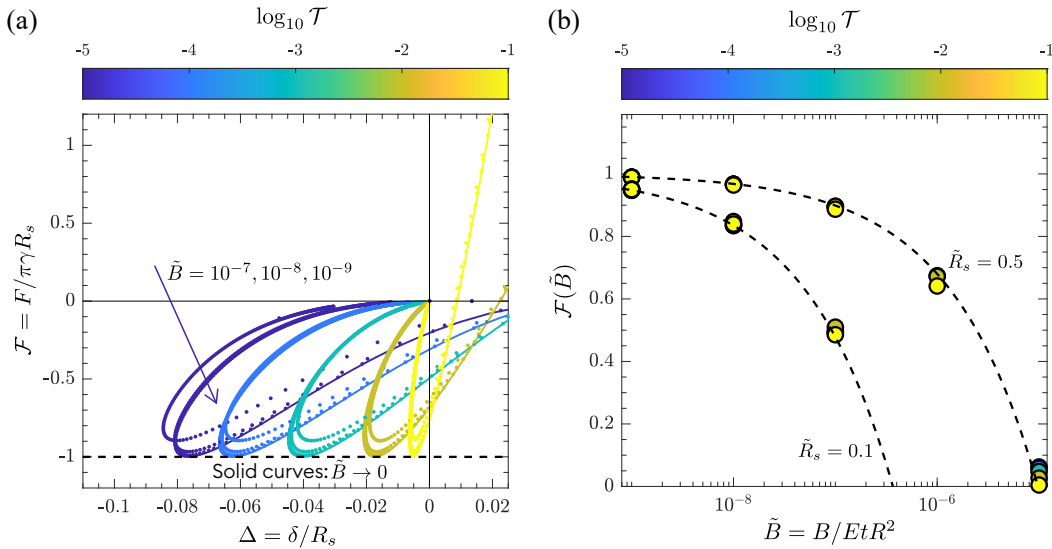 (a)
log₁₀ 𝒯
-5
-4
-3
-2
-1
1
0.5
0
-0.5
-1
ℱ = F/πγR_s
B̃ = 10⁻⁷, 10⁻⁸, 10⁻⁹
Solid curves: B̃ → 0
-0.1
-0.08
-0.06
-0.04
-0.02
0
0.02
Δ = δ/R_s
(b)
log₁₀ 𝒯
-5
-4
-3
-2
-1
1
0.8
0.6
0.4
0.2
0
ℱ(B̃)
R̃_s = 0.5
R̃_s = 0.1
10⁻⁸
10⁻⁶
B̃ = B/EtR²